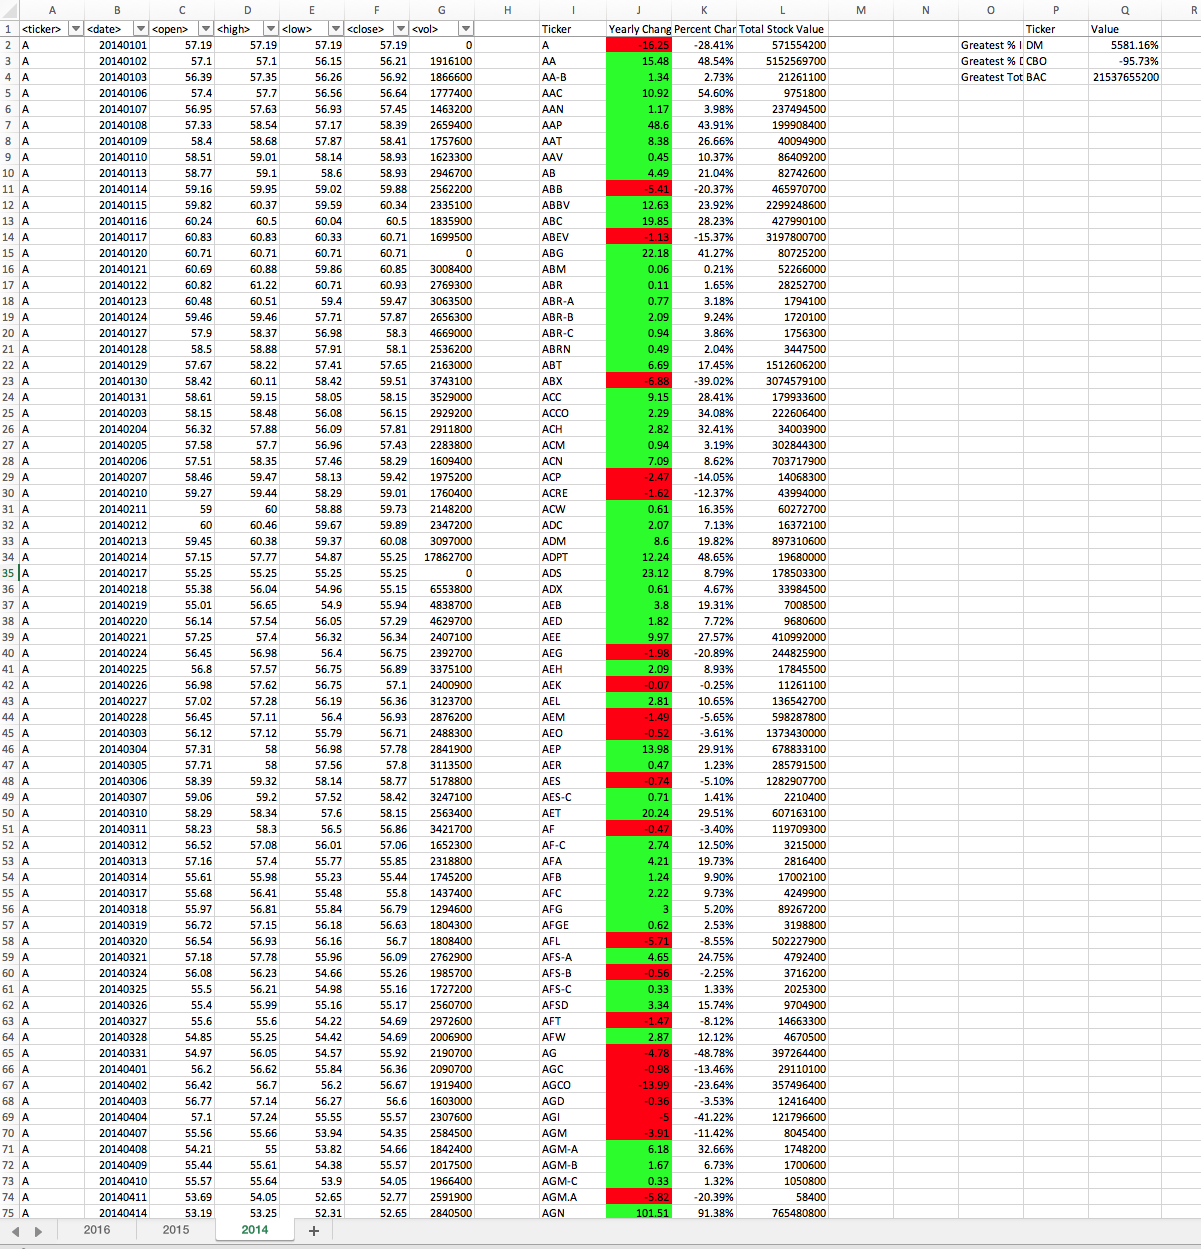 A B C D E F G H I J K L M N O P Q R
1 <ticker> <date> <open> <high> <low> <close> <vol> Ticker Yearly Chang Percent Char Total Stock Value Ticker Value
2 A 20140101 57.19 57.19 57.19 57.19 0 A -16.25 -28.41% 571554200 Greatest % I DM 5581.16%
3 A 20140102 57.1 57.1 56.15 56.21 1916100 AA 15.48 48.54% 5152569700 Greatest % D CBO -95.73%
4 A 20140103 56.39 57.35 56.26 56.92 1866600 AA-B 1.34 2.73% 21261100 Greatest Tot BAC 21537655200
5 A 20140106 57.4 57.7 56.56 56.64 1777400 AAC 10.92 54.60% 9751800
6 A 20140107 56.95 57.63 56.93 57.45 1463200 AAN 1.17 3.98% 237494500
7 A 20140108 57.33 58.54 57.17 58.39 2659400 AAP 48.6 43.91% 199908400
8 A 20140109 58.4 58.68 57.87 58.41 1757600 AAT 8.38 26.66% 40094900
9 A 20140110 58.51 59.01 58.14 58.93 1623300 AAV 0.45 10.37% 86409200
10 A 20140113 58.77 59.1 58.6 58.93 2946700 AB 4.49 21.04% 82742600
11 A 20140114 59.16 59.95 59.02 59.88 2562200 ABB -5.41 -20.37% 465970700
12 A 20140115 59.82 60.37 59.59 60.34 2335100 ABBV 12.63 23.92% 2299248600
13 A 20140116 60.24 60.5 60.04 60.5 1835900 ABC 19.85 28.23% 427990100
14 A 20140117 60.83 60.83 60.33 60.71 1699500 ABEV -1.13 -15.37% 3197800700
15 A 20140120 60.71 60.71 60.71 60.71 0 ABG 22.18 41.27% 80725200
16 A 20140121 60.69 60.88 59.86 60.85 3008400 ABM 0.06 0.21% 52266000
17 A 20140122 60.82 61.22 60.71 60.93 2769300 ABR 0.11 1.65% 28252700
18 A 20140123 60.48 60.51 59.4 59.47 3063500 ABR-A 0.77 3.18% 1794100
19 A 20140124 59.46 59.46 57.71 57.87 2656300 ABR-B 2.09 9.24% 1720100
20 A 20140127 57.9 58.37 56.98 58.3 4669000 ABR-C 0.94 3.86% 1756300
21 A 20140128 58.5 58.88 57.91 58.1 2536200 ABRN 0.49 2.04% 3447500
22 A 20140129 57.67 58.22 57.41 57.65 2163000 ABT 6.69 17.45% 1512606200
23 A 20140130 58.42 60.11 58.42 59.51 3743100 ABX -6.88 -39.02% 3074579100
24 A 20140131 58.61 59.15 58.05 58.15 3529000 ACC 9.15 28.41% 179933600
25 A 20140203 58.15 58.48 56.08 56.15 2929200 ACCO 2.29 34.08% 222606400
26 A 20140204 56.32 57.88 56.09 57.81 2911800 ACH 2.82 32.41% 34003900
27 A 20140205 57.58 57.7 56.96 57.43 2283800 ACM 0.94 3.19% 302844300
28 A 20140206 57.51 58.35 57.46 58.29 1609400 ACN 7.09 8.62% 703717900
29 A 20140207 58.46 59.47 58.13 59.42 1975200 ACP -2.47 -14.05% 14068300
30 A 20140210 59.27 59.44 58.29 59.01 1760400 ACRE -1.62 -12.37% 43994000
31 A 20140211 59 60 58.88 59.73 2148200 ACW 0.61 16.35% 60272700
32 A 20140212 60 60.46 59.67 59.89 2347200 ADC 2.07 7.13% 16372100
33 A 20140213 59.45 60.38 59.37 60.08 3097000 ADM 8.6 19.82% 897310600
34 A 20140214 57.15 57.77 54.87 55.25 17862700 ADPT 12.24 48.65% 19680000
35 A 20140217 55.25 55.25 55.25 55.25 0 ADS 23.12 8.79% 178503300
36 A 20140218 55.38 56.04 54.96 55.15 6553800 ADX 0.61 4.67% 33984500
37 A 20140219 55.01 56.65 54.9 55.94 4838700 AEB 3.8 19.31% 7008500
38 A 20140220 56.14 57.54 56.05 57.29 4629700 AED 1.82 7.72% 9680600
39 A 20140221 57.25 57.4 56.32 56.34 2407100 AEE 9.97 27.57% 410992000
40 A 20140224 56.45 56.98 56.4 56.75 2392700 AEG -1.98 -20.89% 244825900
41 A 20140225 56.8 57.57 56.75 56.89 3375100 AEH 2.09 8.93% 17845500
42 A 20140226 56.98 57.62 56.75 57.1 2400900 AEK -0.07 -0.25% 11261100
43 A 20140227 57.02 57.28 56.19 56.36 3123700 AEL 2.81 10.65% 136542700
44 A 20140228 56.45 57.11 56.4 56.93 2876200 AEM -1.49 -5.65% 598287800
45 A 20140303 56.12 57.12 55.79 56.71 2488300 AEO -0.52 -3.61% 1373430000
46 A 20140304 57.31 58 56.98 57.78 2841900 AEP 13.98 29.91% 678833100
47 A 20140305 57.71 58 57.56 57.8 3113500 AER 0.47 1.23% 285791500
48 A 20140306 58.39 59.32 58.14 58.77 5178800 AES -0.74 -5.10% 1282907700
49 A 20140307 59.06 59.2 57.52 58.42 3247100 AES-C 0.71 1.41% 2210400
50 A 20140310 58.29 58.34 57.6 58.15 2563400 AET 20.24 29.51% 607163100
51 A 20140311 58.23 58.3 56.5 56.86 3421700 AF -0.47 -3.40% 119709300
52 A 20140312 56.52 57.08 56.01 57.06 1652300 AF-C 2.74 12.50% 3215000
53 A 20140313 57.16 57.4 55.77 55.85 2318800 AFA 4.21 19.73% 2816400
54 A 20140314 55.61 55.98 55.23 55.44 1745200 AFB 1.24 9.90% 17002100
55 A 20140317 55.68 56.41 55.48 55.8 1437400 AFC 2.22 9.73% 4249900
56 A 20140318 55.97 56.81 55.84 56.79 1294600 AFG 3 5.20% 89267200
57 A 20140319 56.72 57.15 56.18 56.63 1804300 AFGE 0.62 2.53% 3198800
58 A 20140320 56.54 56.93 56.16 56.7 1808400 AFL -5.71 -8.55% 502227900
59 A 20140321 57.18 57.78 55.96 56.09 2762900 AFS-A 4.65 24.75% 4792400
60 A 20140324 56.08 56.23 54.66 55.26 1985700 AFS-B -0.56 -2.25% 3716200
61 A 20140325 55.5 56.21 54.98 55.16 1727200 AFS-C 0.33 1.33% 2025300
62 A 20140326 55.4 55.99 55.16 55.17 2560700 AFSD 3.34 15.74% 9704900
63 A 20140327 55.6 55.6 54.22 54.69 2972600 AFT -1.47 -8.12% 14663300
64 A 20140328 54.85 55.25 54.42 54.69 2006900 AFW 2.87 12.12% 4670500
65 A 20140331 54.97 56.05 54.57 55.92 2190700 AG -4.78 -48.78% 397264400
66 A 20140401 56.2 56.62 55.84 56.36 2090700 AGC -0.98 -13.46% 29110100
67 A 20140402 56.42 56.7 56.2 56.67 1919400 AGCO -13.99 -23.64% 357496400
68 A 20140403 56.77 57.14 56.27 56.6 1603000 AGD -0.36 -3.53% 12416400
69 A 20140404 57.1 57.24 55.55 55.57 2307600 AGI -5 -41.22% 121796600
70 A 20140407 55.56 55.66 53.94 54.35 2584500 AGM -3.91 -11.42% 8045400
71 A 20140408 54.21 55 53.82 54.66 1842400 AGM-A 6.18 32.66% 1748200
72 A 20140409 55.44 55.61 54.38 55.57 2017500 AGM-B 1.67 6.73% 1700600
73 A 20140410 55.57 55.64 53.9 54.05 1966400 AGM-C 0.33 1.32% 1050800
74 A 20140411 53.69 54.05 52.65 52.77 2591900 AGM.A -5.82 -20.39% 58400
75 A 20140414 53.19 53.25 52.31 52.65 2840500 AGN 101.51 91.38% 765480800
2016 2015 2014 +